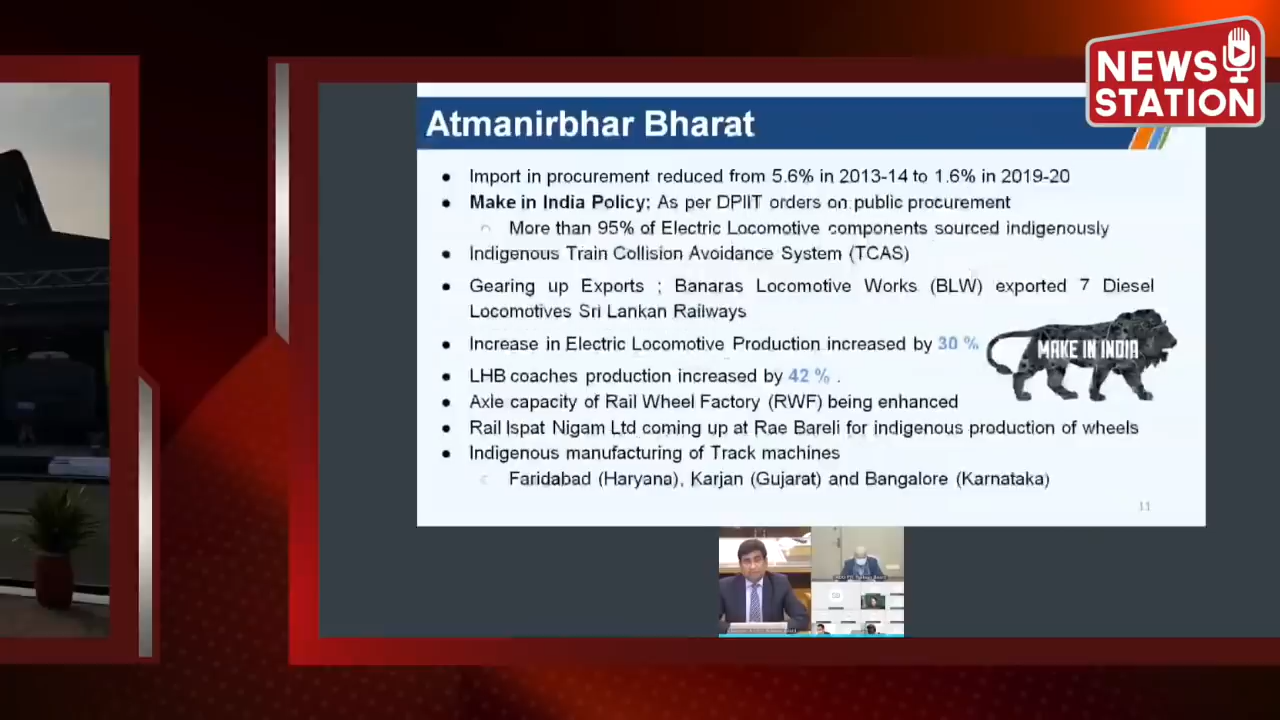 NEWS
STATION
Atmanirbhar Bharat
Import in procurement reduced from 5.6% in 2013-14 to 1.6% in 2019-20
Make in India Policy: As per DPIIT orders on public procurement
More than 95% of Electric Locomotive components sourced indigenously
Indigenous Train Collision Avoidance System (TCAS)
Gearing up Exports ; Banaras Locomotive Works (BLW) exported 7 Diesel
Locomotives Sri Lankan Railways
Increase in Electric Locomotive Production increased by 30 %
MAKE IN INDIA
LHB coaches production increased by 42 % .
Axle capacity of Rail Wheel Factory (RWF) being enhanced
Rail Ispat Nigam Ltd coming up at Rae Bareli for indigenous production of wheels
Indigenous manufacturing of Track machines
Faridabad (Haryana), Karjan (Gujarat) and Bangalore (Karnataka)
11